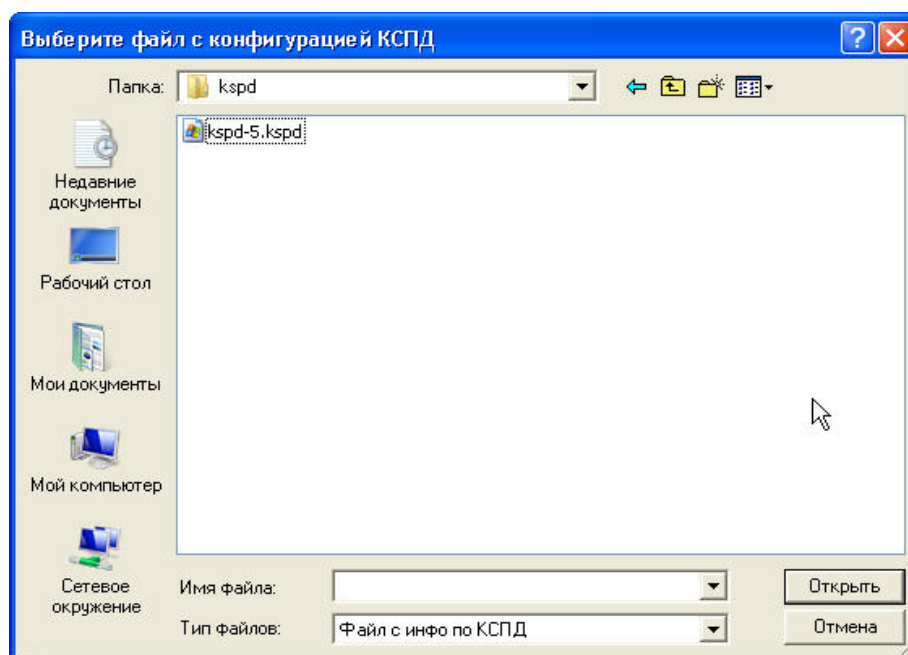 Выберите файл с конфигурацией КСПД
Папка:
kspd
kspd-5.kspd
Недавние
документы
Рабочий стол
Мои документы
Мой компьютер
Сетевое
окружение
Имя файла:
Открыть
Тип файлов:
Файл с инфо по КСПД
Отмена